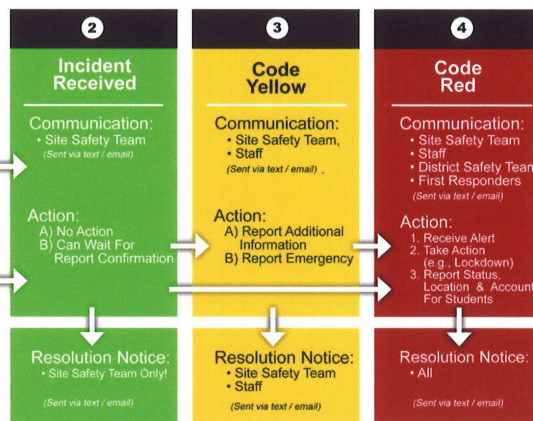 2
Incident
Received
Communication:
• Site Safety Team
(Sent via text / email)
Action:
A) No Action
B) Can Wait For
Report Confirmation
Resolution Notice:
• Site Safety Team Only!
(Sent via text / email)
3
Code
Yellow
Communication:
• Site Safety Team,
• Staff
(Sent via text / email) .
Action:
A) Report Additional
Information
B) Report Emergency
Resolution Notice:
• Site Safety Team
• Staff
(Sent via text / email)
4
Code
Red
Communication:
• Site Safety Team
• Staff
• District Safety Team
• First Responders
(Sent via text / email)
Action:
1. Receive Alert
2. Take Action
(e.g., Lockdown)
3. Report Status,
Location & Account
For Students
Resolution Notice:
• All
(Sent via text / email)